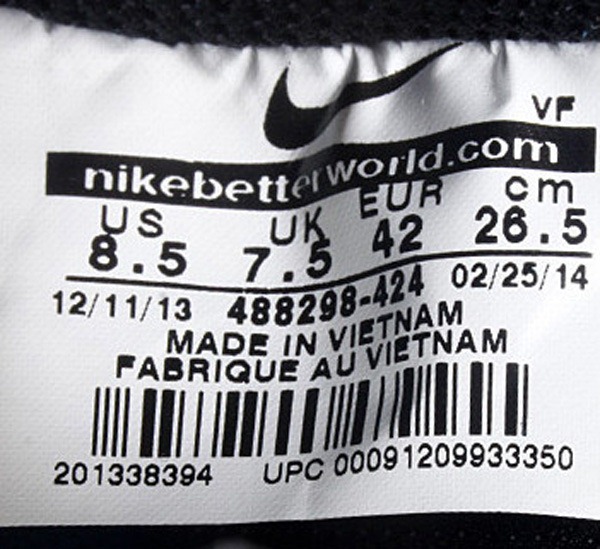 VF
nikebetterworld.com
US UK EUR cm
8.5 7.5 42 26.5
12/11/13 488298-424 02/25/14
MADE IN VIETNAM
FABRIQUE AU VIETNAM
201338394 UPC 00091209933350